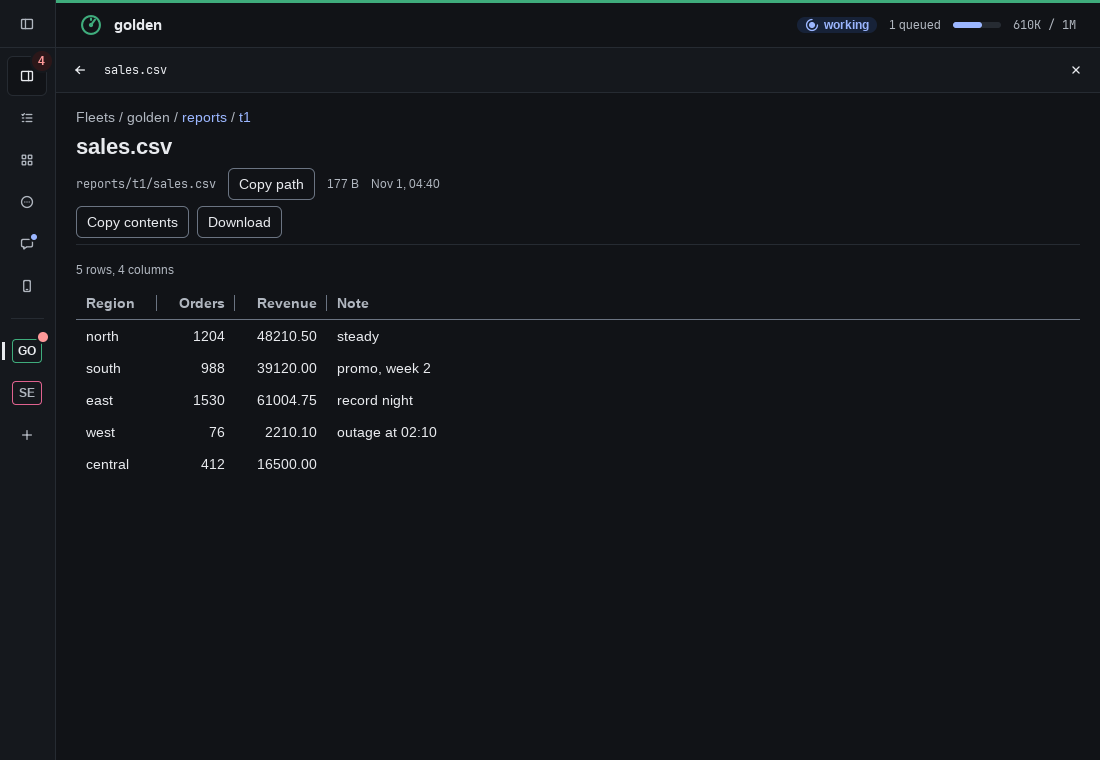 golden
working
1 queued
610K / 1M
4
sales.csv
Fleets / golden / reports / t1
sales.csv
reports/t1/sales.csv
Copy path
177 B
Nov 1, 04:40
Copy contents
Download
5 rows, 4 columns
Region Orders Revenue Note
north 1204 48210.50 steady
south 988 39120.00 promo, week 2
east 1530 61004.75 record night
west 76 2210.10 outage at 02:10
central 412 16500.00
GO
SE